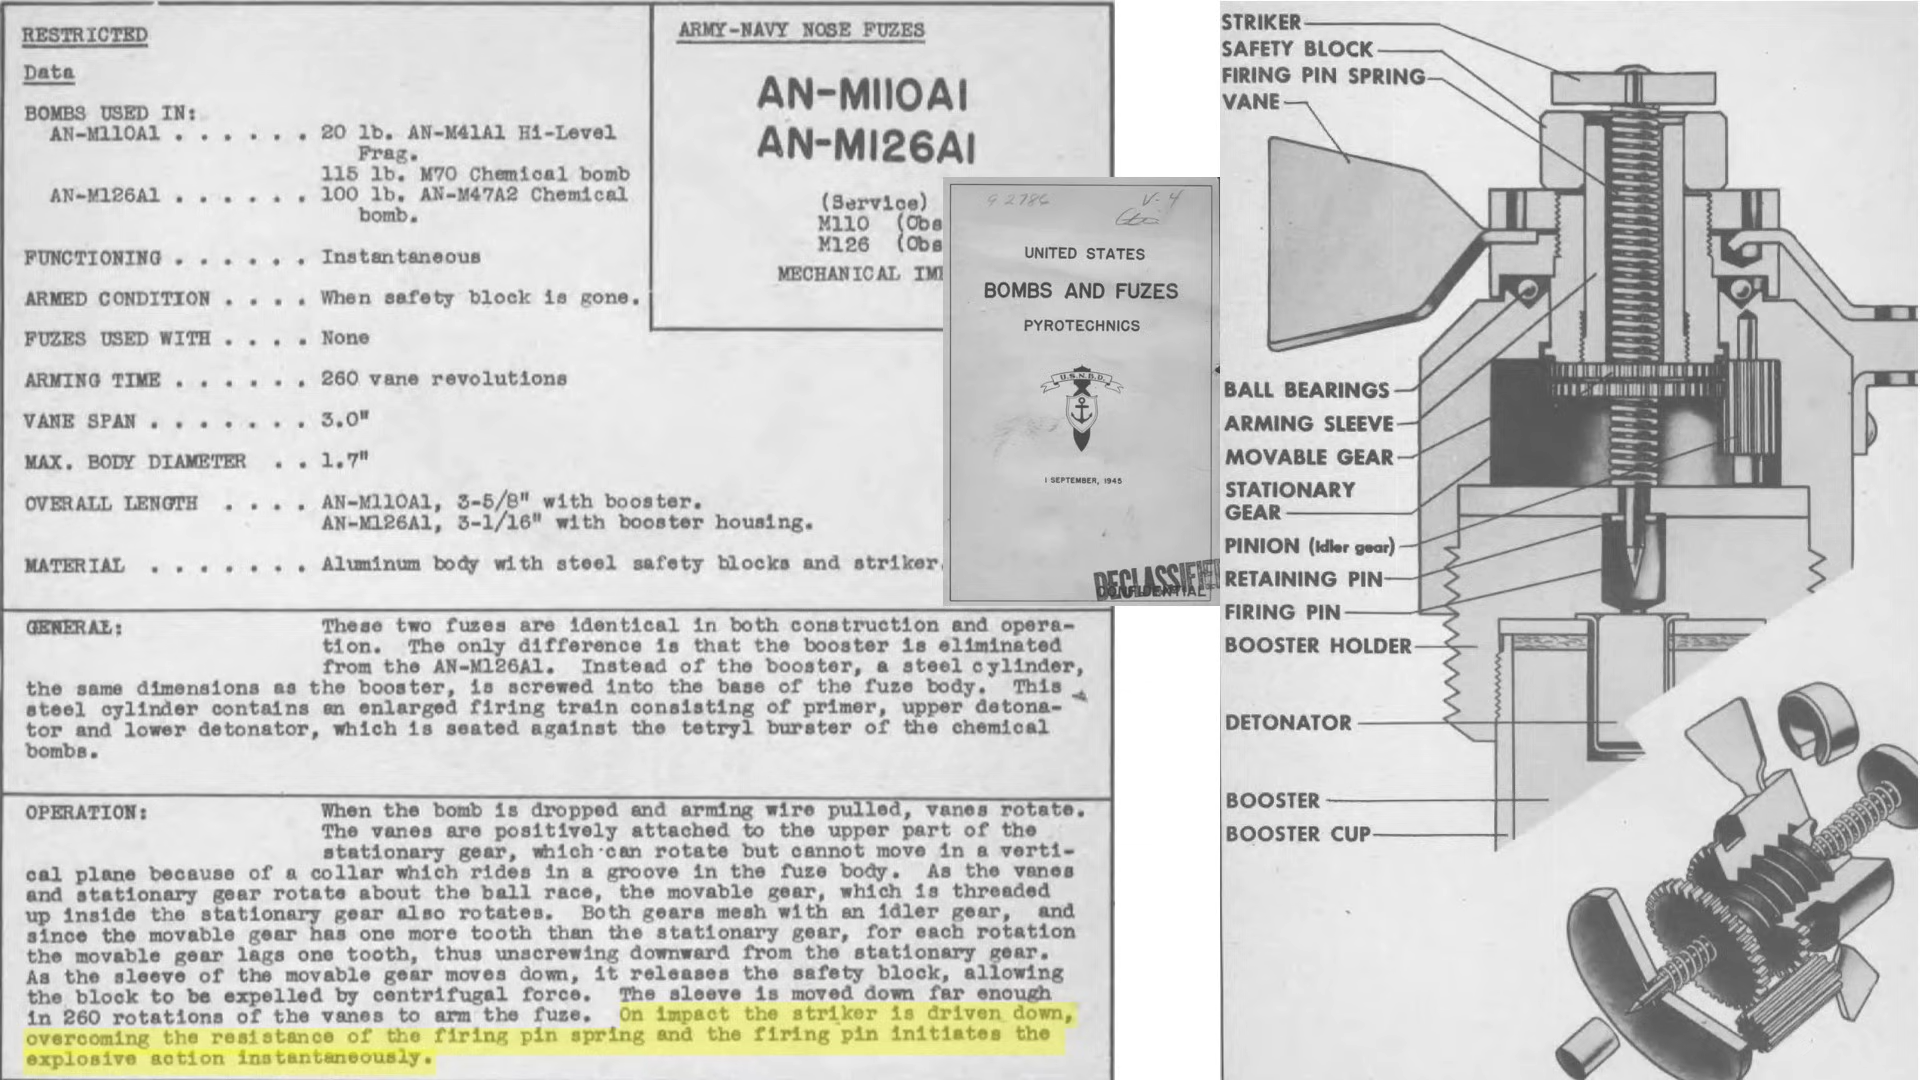 RESTRICTED
Data
BOMBS USED IN:
AN-M110A1 . . . . . . 20 lb. AN-M41A1 Hi-Level
Frag.
115 lb. M70 Chemical bomb
AN-M126A1 . . . . . . 100 lb. AN-M47A2 Chemical
bomb.
FUNCTIONING . . . . . . Instantaneous
ARMED CONDITION . . . . When safety block is gone.
FUZES USED WITH . . . . None
ARMING TIME . . . . . . 260 vane revolutions
VANE SPAN . . . . . . . 3.0"
MAX. BODY DIAMETER . . 1.7"
OVERALL LENGTH . . . . AN-M110A1, 3-5/8" with booster.
AN-M126A1, 3-1/16" with booster housing.
MATERIAL . . . . . . . Aluminum body with steel safety blocks and striker.
ARMY-NAVY NOSE FUZES
AN-M110A1
AN-M126A1
(Service)
M110 (Obs
M126 (Obs
MECHANICAL IM
GENERAL: These two fuzes are identical in both construction and opera-
tion. The only difference is that the booster is eliminated
from the AN-M126A1. Instead of the booster, a steel cylinder,
the same dimensions as the booster, is screwed into the base of the fuze body. This
steel cylinder contains an enlarged firing train consisting of primer, upper detona-
tor and lower detonator, which is seated against the tetryl burster of the chemical
bombs.
OPERATION: When the bomb is dropped and arming wire pulled, vanes rotate.
The vanes are positively attached to the upper part of the
stationary gear, which can rotate but cannot move in a verti-
cal plane because of a collar which rides in a groove in the fuze body. As the vanes
and stationary gear rotate about the ball race, the movable gear, which is threaded
up inside the stationary gear also rotates. Both gears mesh with an idler gear, and
since the movable gear has one more tooth than the stationary gear, for each rotation
the movable gear lags one tooth, thus unscrewing downward from the stationary gear.
As the sleeve of the movable gear moves down, it releases the safety block, allowing
the block to be expelled by centrifugal force. The sleeve is moved down far enough
in 260 rotations of the vanes to arm the fuze. On impact the striker is driven down,
overcoming the resistance of the firing pin spring and the firing pin initiates the
explosive action instantaneously.
92786
V-4
UNITED STATES
BOMBS AND FUZES
PYROTECHNICS
U.S.N.B.D.
1 SEPTEMBER, 1945
DECLASSIFIED
CONFIDENTIAL
STRIKER
SAFETY BLOCK
FIRING PIN SPRING
VANE
BALL BEARINGS
ARMING SLEEVE
MOVABLE GEAR
STATIONARY
GEAR
PINION (Idler gear)
RETAINING PIN
FIRING PIN
BOOSTER HOLDER
DETONATOR
BOOSTER
BOOSTER CUP